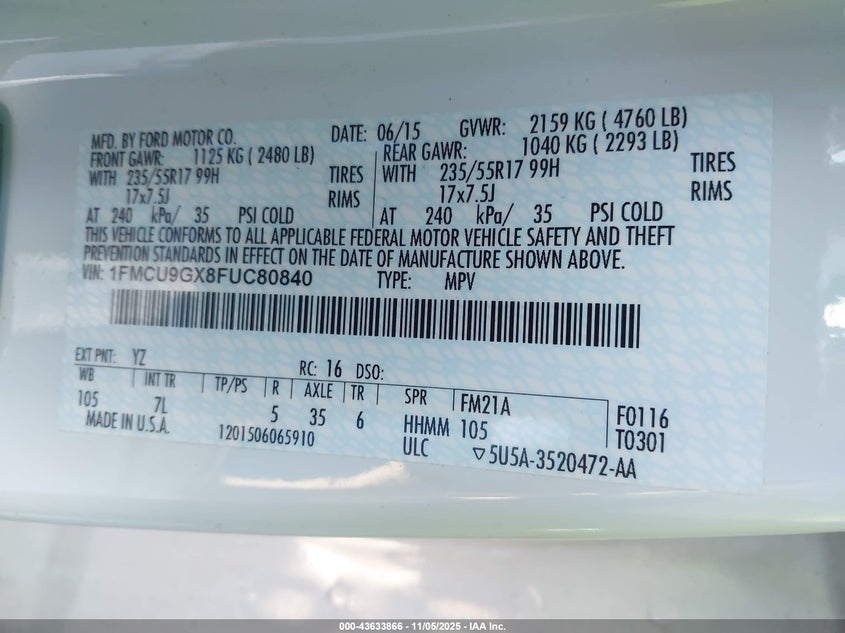 MFD. BY FORD MOTOR CO.
DATE: 06/15 GVWR: 2159 KG ( 4760 LB)
FRONT GAWR: 1125 KG ( 2480 LB)
REAR GAWR: 1040 KG ( 2293 LB)
WITH 235/55R17 99H TIRES
WITH 235/55R17 99H TIRES
17x7.5J RIMS
17x7.5J RIMS
AT 240 kPa/ 35 PSI COLD
AT 240 kPa/ 35 PSI COLD
THIS VEHICLE CONFORMS TO ALL APPLICABLE FEDERAL MOTOR VEHICLE SAFETY AND THEFT
PREVENTION STANDARDS IN EFFECT ON THE DATE OF MANUFACTURE SHOWN ABOVE.
VIN: 1FMCU9GX8FUC80840 TYPE: MPV
EXT PNT: YZ RC: 16 DSO:
WB INT TR TP/PS R AXLE TR SPR FM21A F0116
105 7L 5 35 6 HHMM 105 T0301
MADE IN U.S.A. 1201506065910 ULC ▽5U5A-3520472-AA
000-43633866 - 11/05/2025 - IAA Inc.